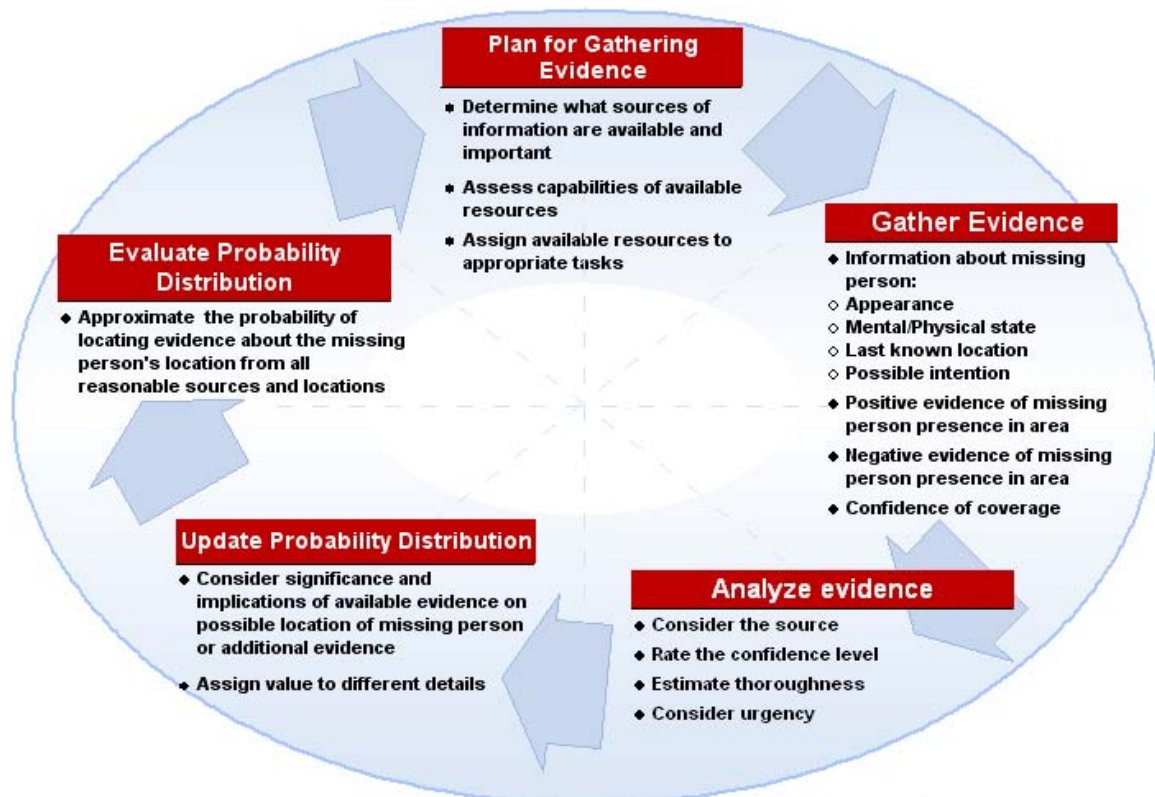 Plan for Gathering
Evidence
• Determine what sources of
information are available and
important
• Assess capabilities of available
resources
• Assign available resources to
appropriate tasks
Gather Evidence
◆ Information about missing
person:
◇ Appearance
◇ Mental/Physical state
◇ Last known location
◇ Possible intention
◆ Positive evidence of missing
person presence in area
◆ Negative evidence of missing
person presence in area
◆ Confidence of coverage
Analyze evidence
◆ Consider the source
◆ Rate the confidence level
◆ Estimate thoroughness
◆ Consider urgency
Update Probability Distribution
◆ Consider significance and
implications of available evidence on
possible location of missing person
or additional evidence
◆ Assign value to different details
Evaluate Probability
Distribution
◆ Approximate the probability of
locating evidence about the missing
person's location from all
reasonable sources and locations